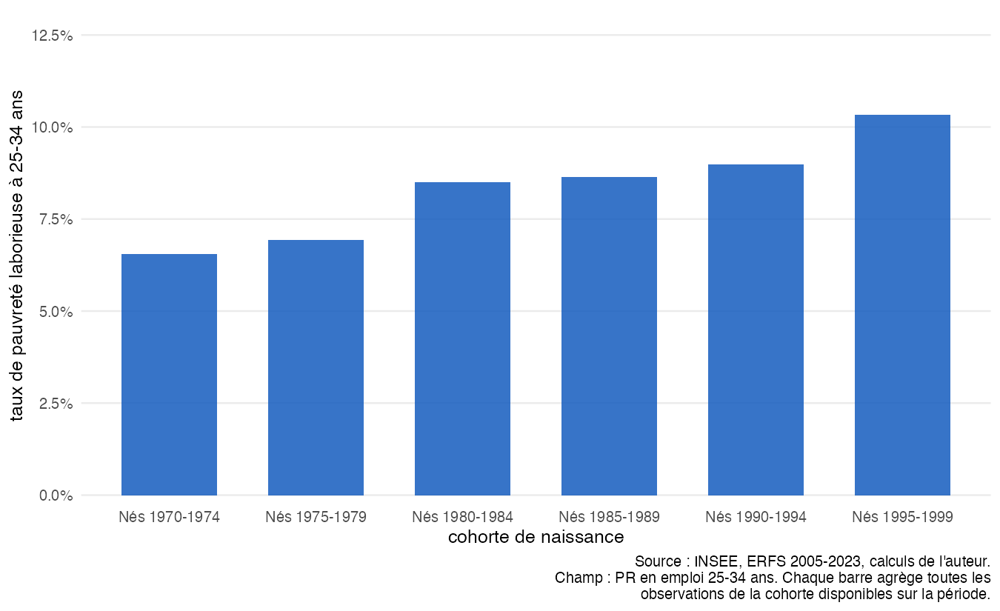 12.5%
10.0%
7.5%
5.0%
2.5%
0.0%
taux de pauvreté laborieuse à 25-34 ans
Nés 1970-1974
Nés 1975-1979
Nés 1980-1984
Nés 1985-1989
Nés 1990-1994
Nés 1995-1999
cohorte de naissance
Source : INSEE, ERFS 2005-2023, calculs de l'auteur.
Champ : PR en emploi 25-34 ans. Chaque barre agrège toutes les
observations de la cohorte disponibles sur la période.